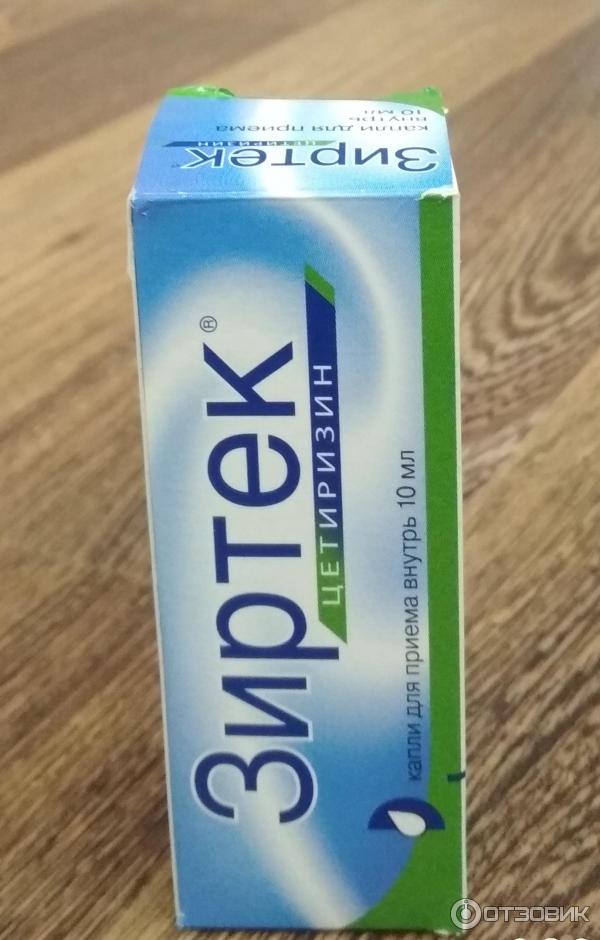 Зиртек
ЦЕТИРИЗИН
капли для приема
внутрь
10 мл
Зиртек®
ЦЕТИРИЗИН
капли для приема внутрь 10 мл
ОТЗОВИК